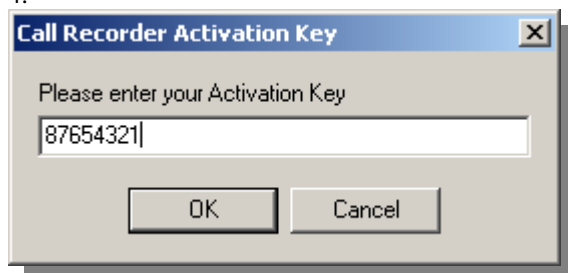 Call Recorder Activation Key
Please enter your Activation Key
87654321
OK Cancel